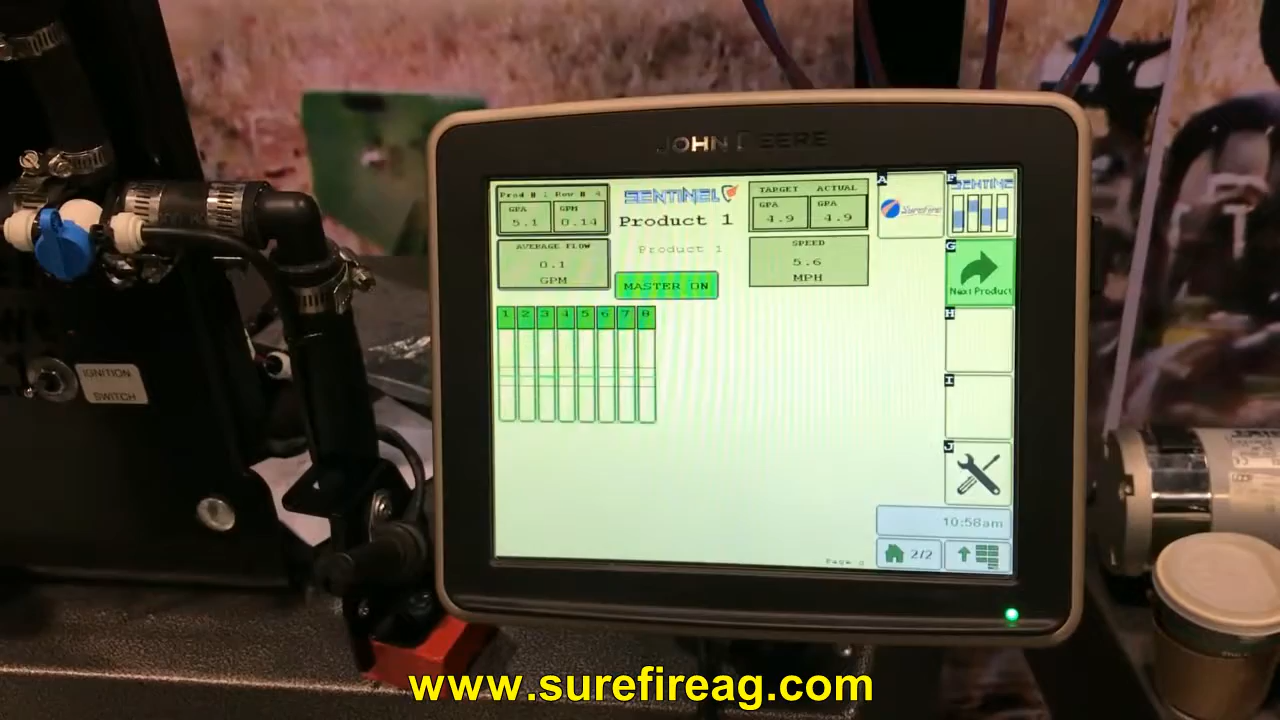 JOHN DEERE
Prod # 1 Row # 4
GPA GPM
5.1 0.14
AVERAGE FLOW
0.1
GPM
SENTINEL
Product 1
Product 1
MASTER ON
TARGET ACTUAL
GPA GPA
4.9 4.9
SPEED
5.6
MPH
1 2 3 4 5 6 7 8
A
SureFire
F
SENTINE
G
Next Product
H
I
J
10:58am
2/2
Page
IGNITION
SWITCH
www.surefireag.com